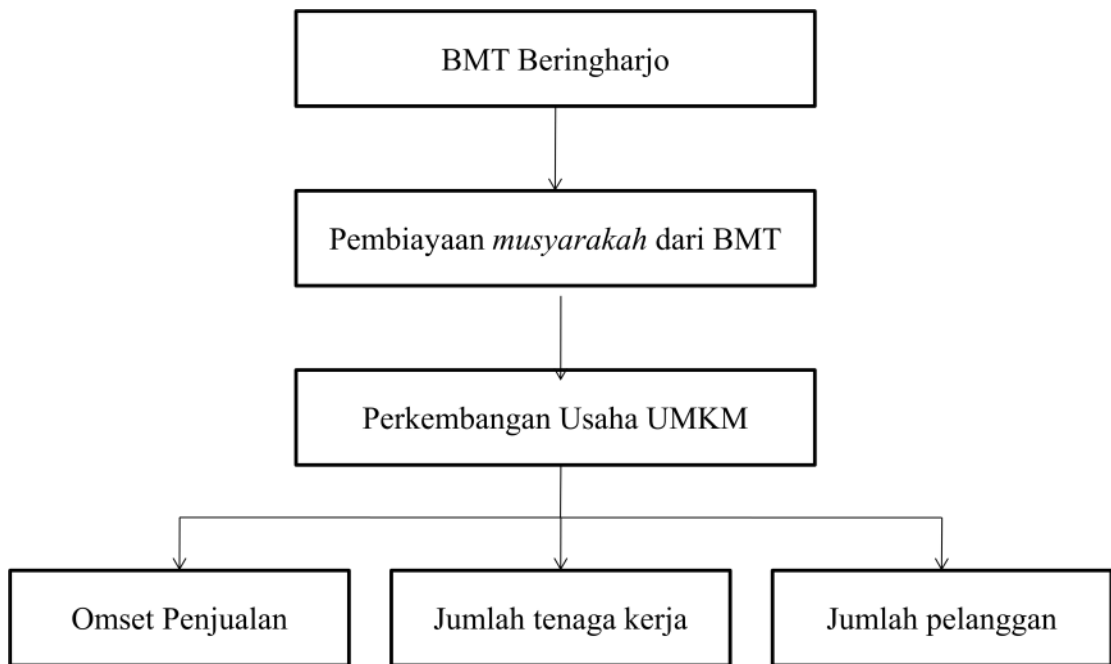 BMT Beringharjo
Pembiayaan musyarakah dari BMT
Perkembangan Usaha UMKM
Omset Penjualan
Jumlah tenaga kerja
Jumlah pelanggan